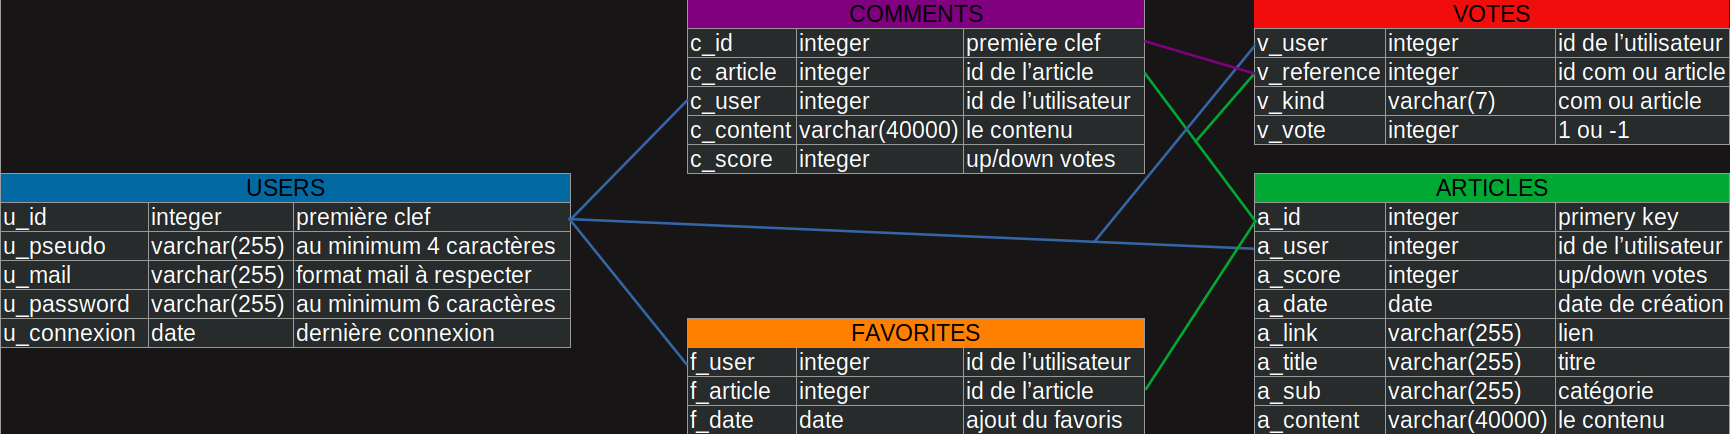 COMMENTS
c_id integer première clef
c_article integer id de l’article
c_user integer id de l’utilisateur
c_content varchar(40000) le contenu
c_score integer up/down votes
VOTES
v_user integer id de l’utilisateur
v_reference integer id com ou article
v_kind varchar(7) com ou article
v_vote integer 1 ou -1
USERS
u_id integer première clef
u_pseudo varchar(255) au minimum 4 caractères
u_mail varchar(255) format mail à respecter
u_password varchar(255) au minimum 6 caractères
u_connexion date dernière connexion
ARTICLES
a_id integer primery key
a_user integer id de l’utilisateur
a_score integer up/down votes
a_date date date de création
a_link varchar(255) lien
a_title varchar(255) titre
a_sub varchar(255) catégorie
a_content varchar(40000) le contenu
FAVORITES
f_user integer id de l’utilisateur
f_article integer id de l’article
f_date date ajout du favoris